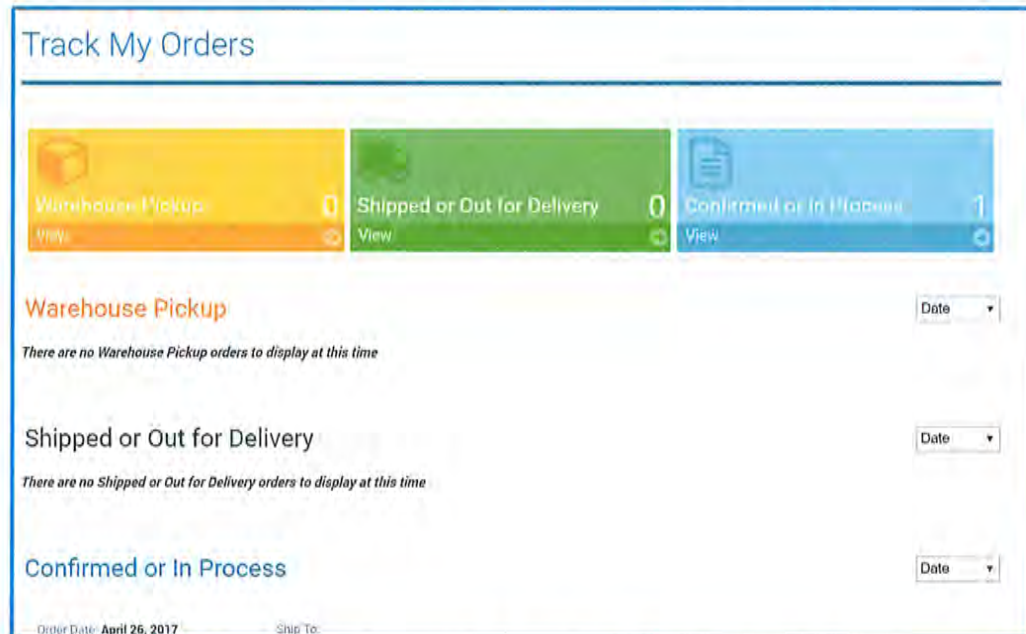 Track My Orders
Warehouse Pickup 0
View
Shipped or Out for Delivery 0
View
Confirmed or In Process 1
View
Warehouse Pickup
Date
There are no Warehouse Pickup orders to display at this time
Shipped or Out for Delivery
Date
There are no Shipped or Out for Delivery orders to display at this time
Confirmed or In Process
Date
Order Date: April 26, 2017
Ship To: